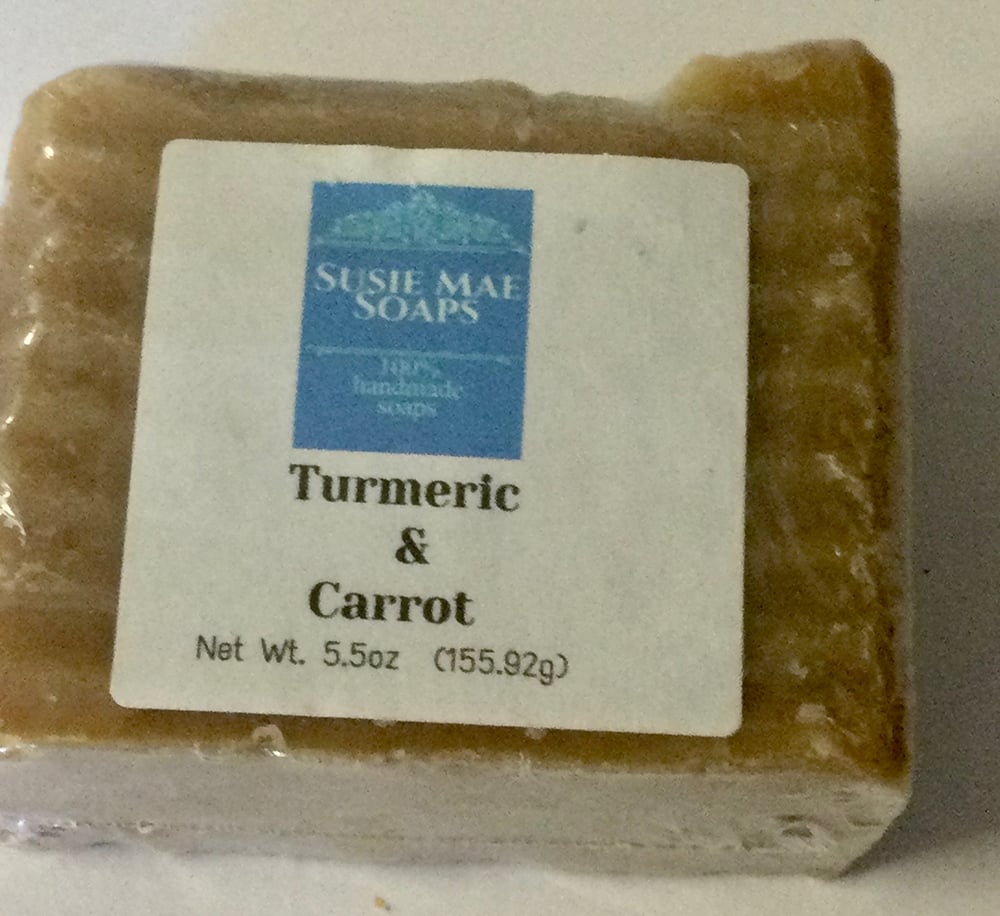 SUSIE MAE
SOAPS
100%
handmade
soaps
Turmeric
&
Carrot
Net Wt. 5.5oz (155.92g)